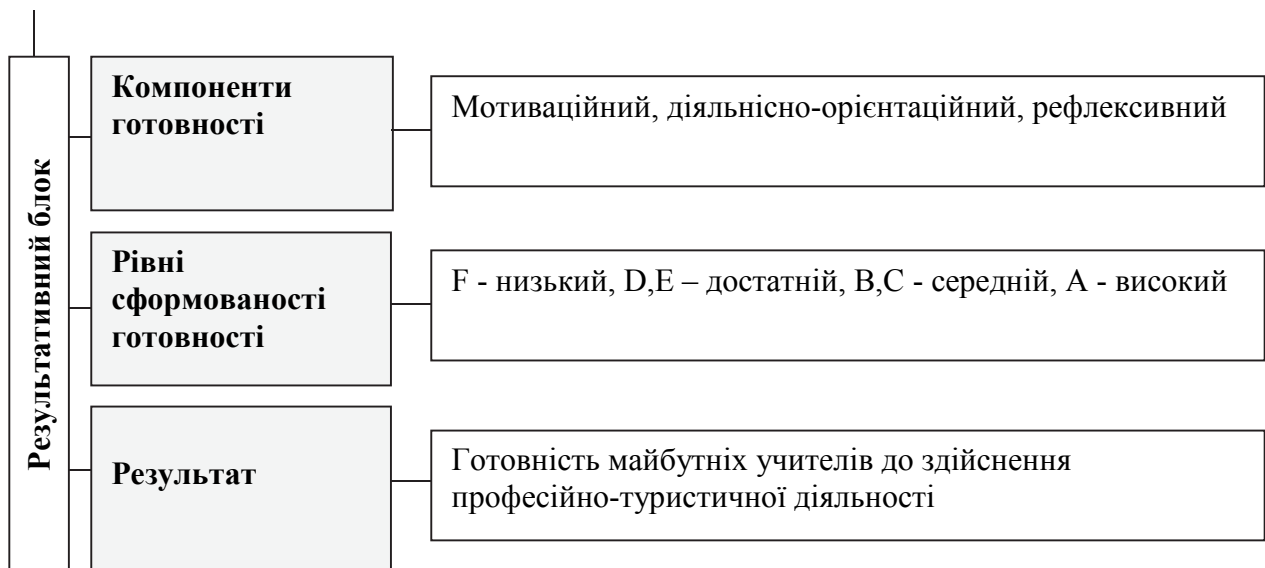 Результативний блок
Компоненти
готовності
Мотиваційний, діяльнісно-орієнтаційний, рефлексивний
Рівні
сформованості
готовності
F - низький, D,E – достатній, B,C - середній, A - високий
Результат
Готовність майбутніх учителів до здійснення
професійно-туристичної діяльності